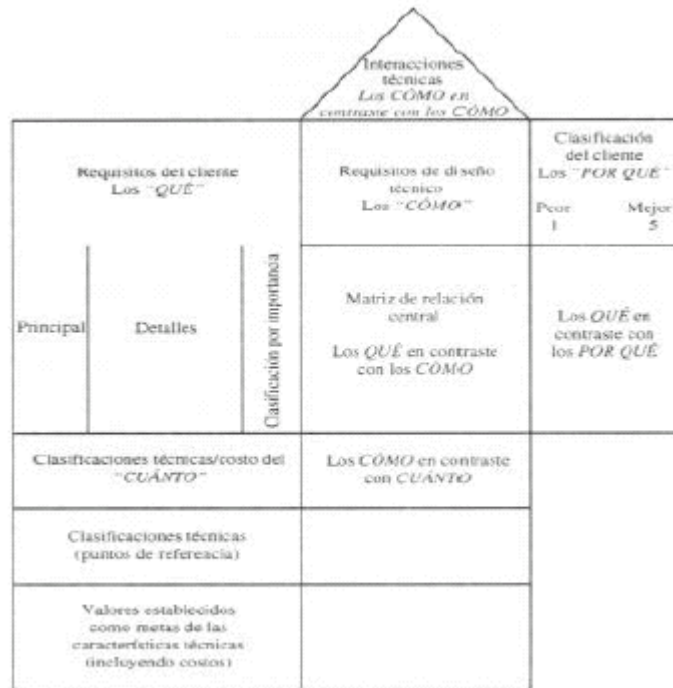 Interacciones
técnicas
Los CÓMO en
contraste con los CÓMO
Requisitos del cliente
Los "QUÉ"
Requisitos de diseño
técnico
Los "CÓMO"
Clasificación
del cliente
Los "POR QUÉ"
Peor Mejor
1 5
Principal
Detalles
Clasificación por importancia
Matriz de relación
central
Los QUÉ en contraste
con los CÓMO
Los QUÉ en
contraste con
los POR QUÉ
Clasificaciones técnicas/costo del
"CUÁNTO"
Los CÓMO en contraste
con CUÁNTO
Clasificaciones técnicas
(puntos de referencia)
Valores establecidos
como metas de las
características técnicas
(incluyendo costos)